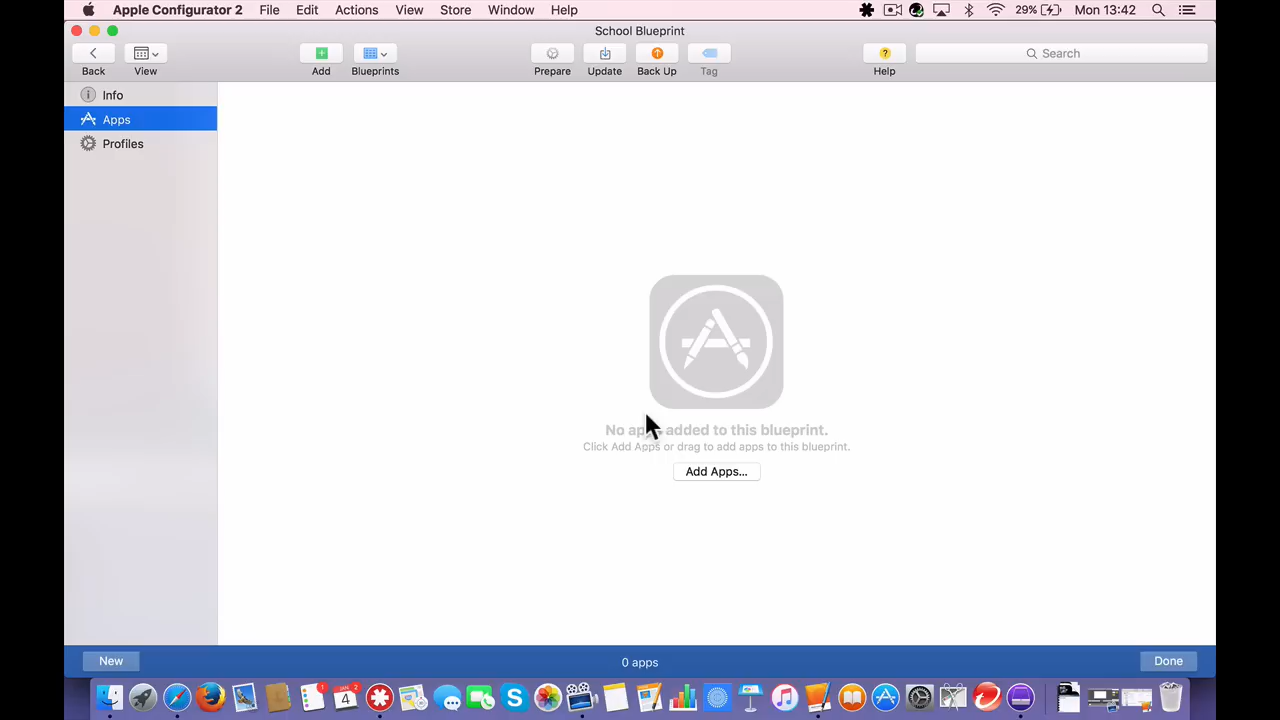 Apple Configurator 2 File Edit Actions View Store Window Help 29% Mon 13:42
School Blueprint
Back View Add Blueprints Prepare Update Back Up Tag Help Search
Info
Apps
Profiles
No ap added to this blueprint.
Click Add Apps or drag to add apps to this blueprint.
Add Apps...
New 0 apps Done